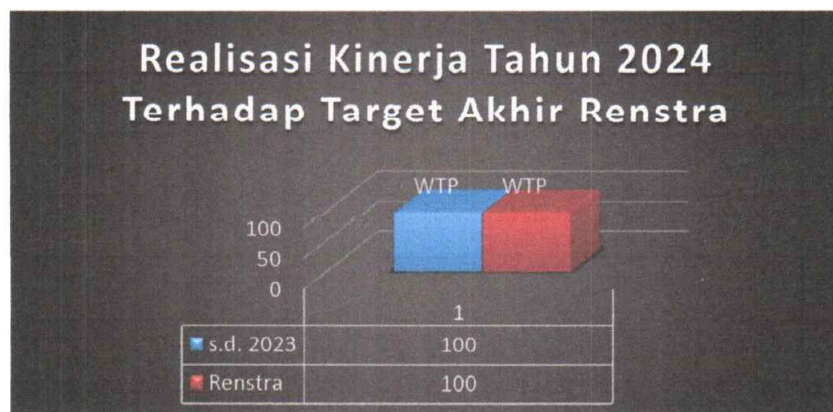 Realisasi Kinerja Tahun 2024
Terhadap Target Akhir Renstra
WTP WTP
100
50
0
1
s.d. 2023 100
Renstra 100